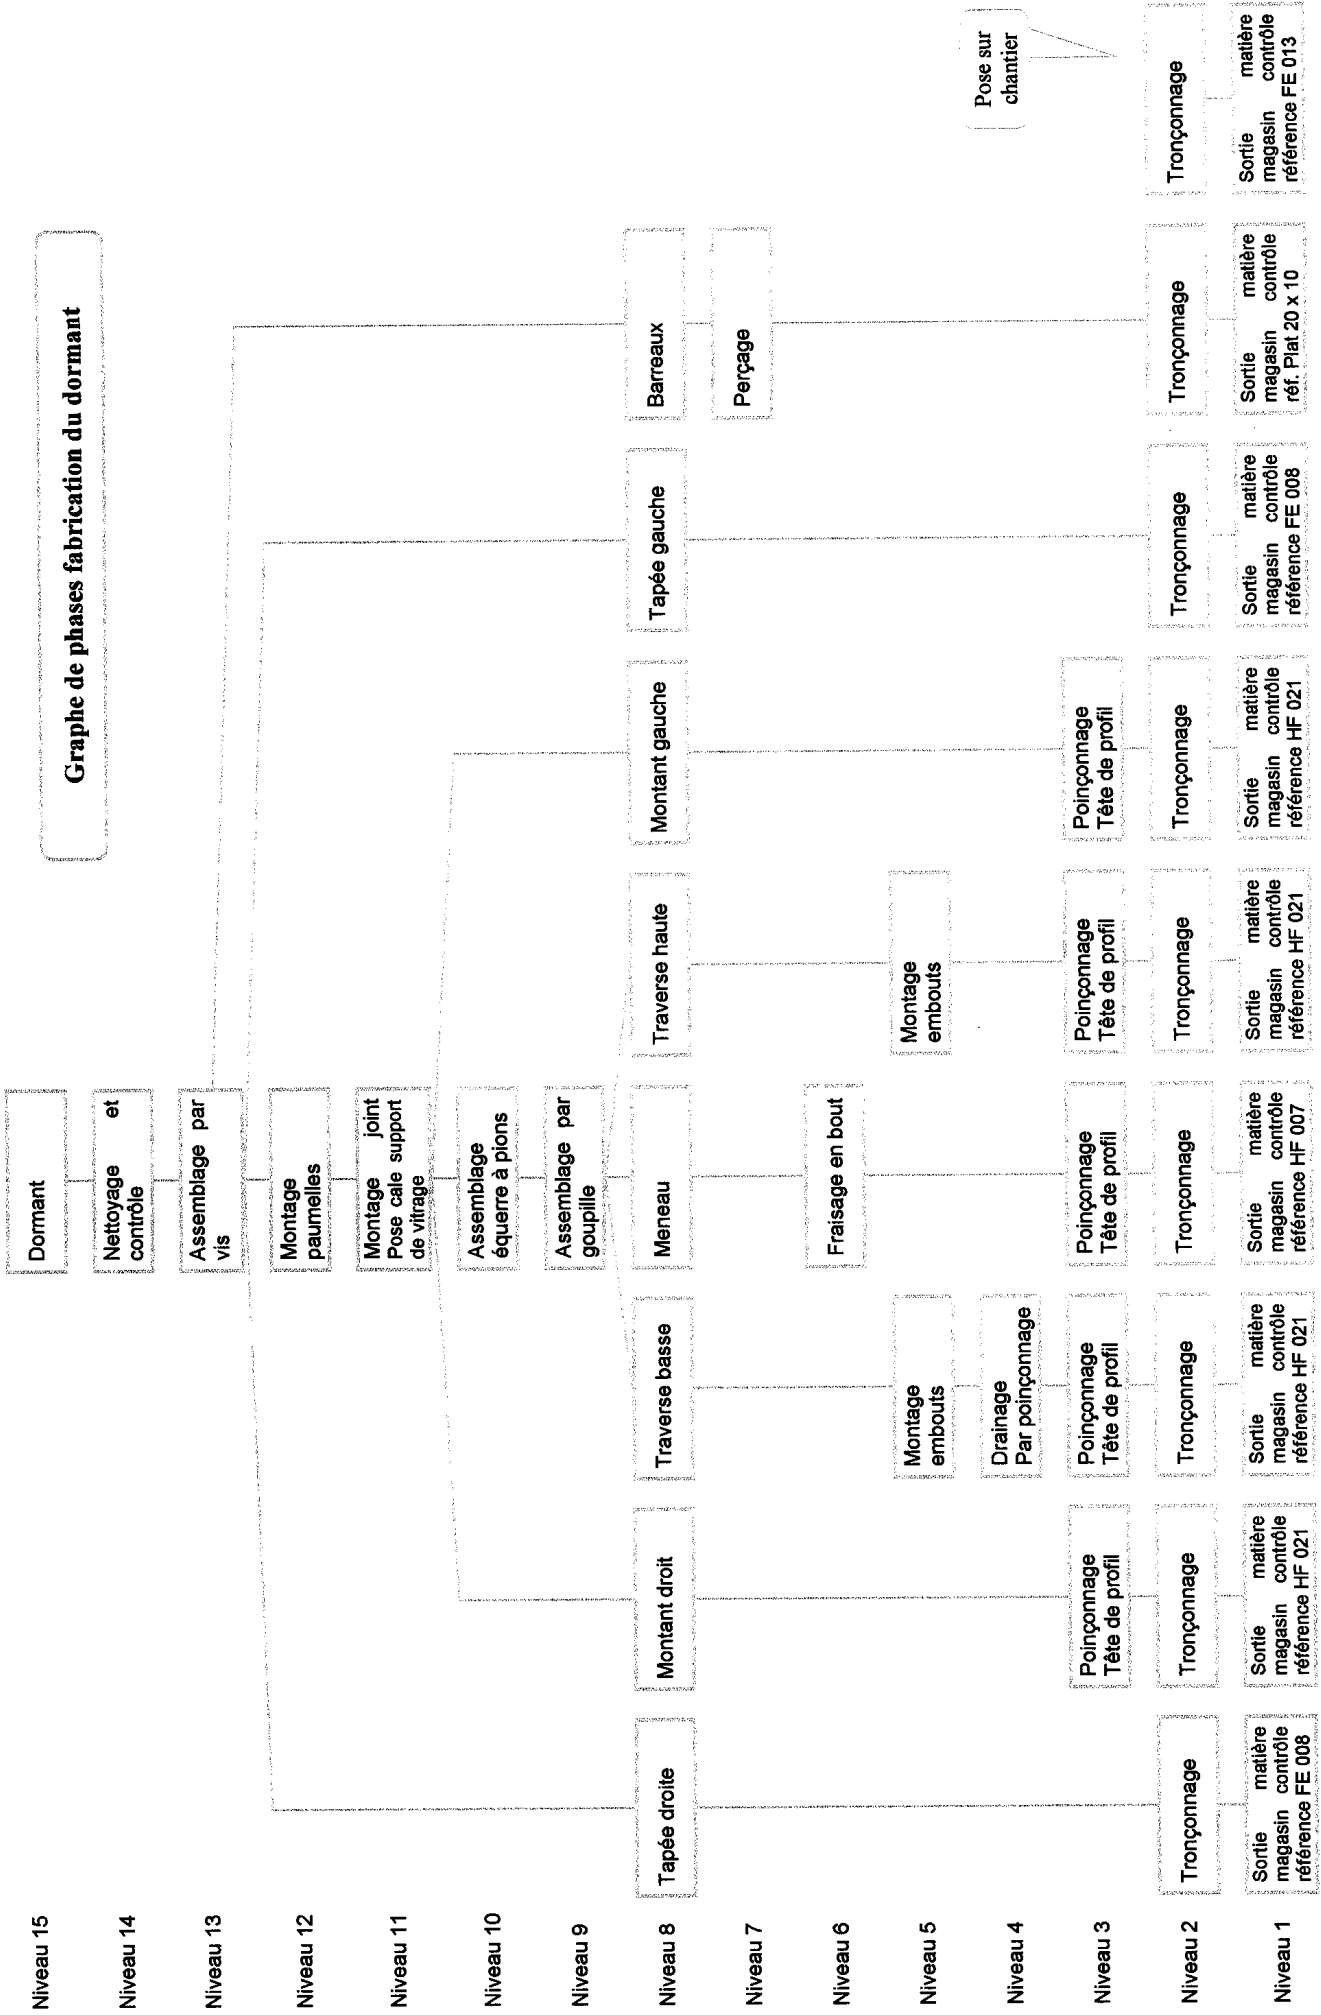 Graphe de phases fabrication du dormant
Niveau 15
Dormant
Niveau 14
Nettoyage et
contrôle
Niveau 13
Assemblage par
vis
Niveau 12
Montage
paumelles
Niveau 11
Montage joint
Pose cale support
de vitrage
Niveau 10
Assemblage
équerre à pions
Niveau 9
Assemblage par
goupille
Niveau 8
Tapée droite
Montant droit
Traverse basse
Meneau
Traverse haute
Montant gauche
Tapée gauche
Barreaux
Niveau 7
Perçage
Niveau 6
Fraisage en bout
Niveau 5
Montage
embouts
Montage
embouts
Niveau 4
Drainage
Par poinçonnage
Pose sur
chantier
Niveau 3
Poinçonnage
Tête de profil
Poinçonnage
Tête de profil
Poinçonnage
Tête de profil
Poinçonnage
Tête de profil
Poinçonnage
Tête de profil
Niveau 2
Tronçonnage
Tronçonnage
Tronçonnage
Tronçonnage
Tronçonnage
Tronçonnage
Tronçonnage
Tronçonnage
Tronçonnage
Niveau 1
Sortie matière
magasin contrôle
référence FE 008
Sortie matière
magasin contrôle
référence HF 021
Sortie matière
magasin contrôle
référence HF 021
Sortie matière
magasin contrôle
référence HF 007
Sortie matière
magasin contrôle
référence HF 021
Sortie matière
magasin contrôle
référence HF 021
Sortie matière
magasin contrôle
référence FE 008
Sortie matière
magasin contrôle
réf. Plat 20 x 10
Sortie matière
magasin contrôle
référence FE 013